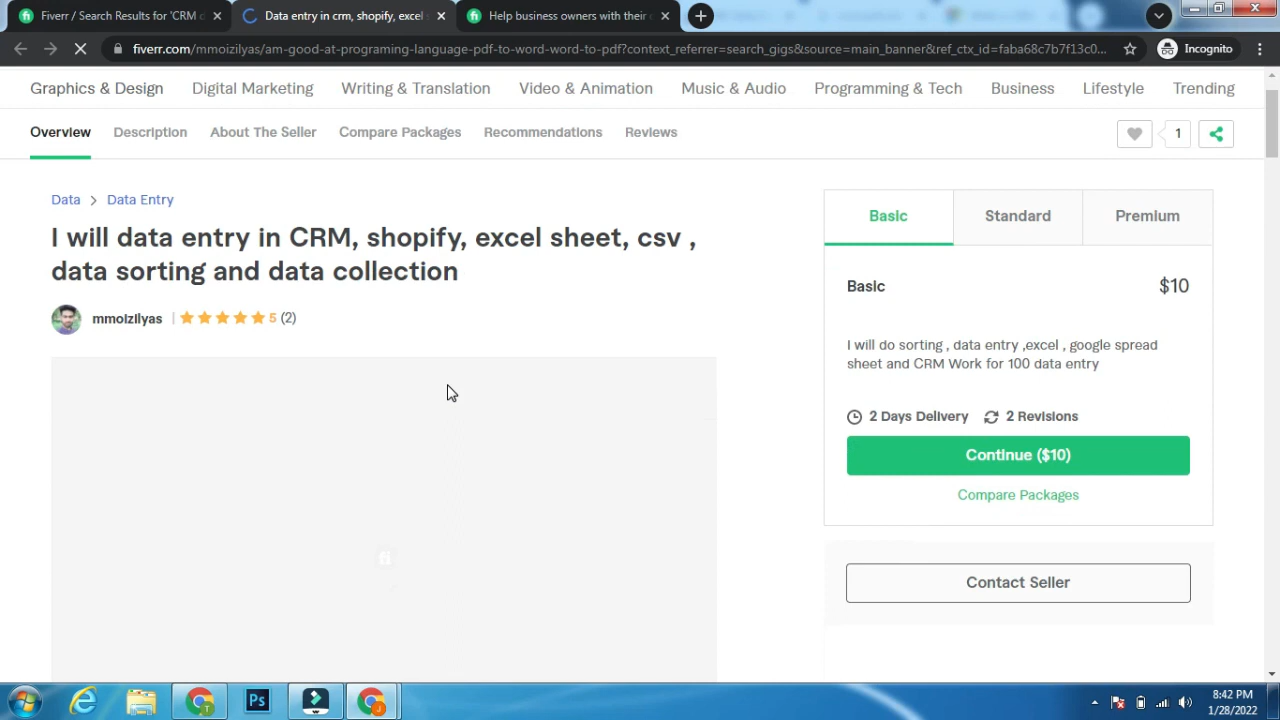 Fiverr / Search Results for 'CRM d
Data entry in crm, shopify, excel s
Help business owners with their c
fiverr.com/mmoizilyas/am-good-at-programing-language-pdf-to-word-word-to-pdf?context_referrer=search_gigs&source=main_banner&ref_ctx_id=faba68c7b7f13c0...
Incognito
Graphics & Design
Digital Marketing
Writing & Translation
Video & Animation
Music & Audio
Programming & Tech
Business
Lifestyle
Trending
Overview
Description
About The Seller
Compare Packages
Recommendations
Reviews
1
Data
Data Entry
I will data entry in CRM, shopify, excel sheet, csv ,
data sorting and data collection
mmoizilyas
5 (2)
fi
Basic
Standard
Premium
Basic
$10
I will do sorting , data entry ,excel , google spread
sheet and CRM Work for 100 data entry
2 Days Delivery
2 Revisions
Continue ($10)
Compare Packages
Contact Seller
Ps
T
J
8:42 PM
1/28/2022